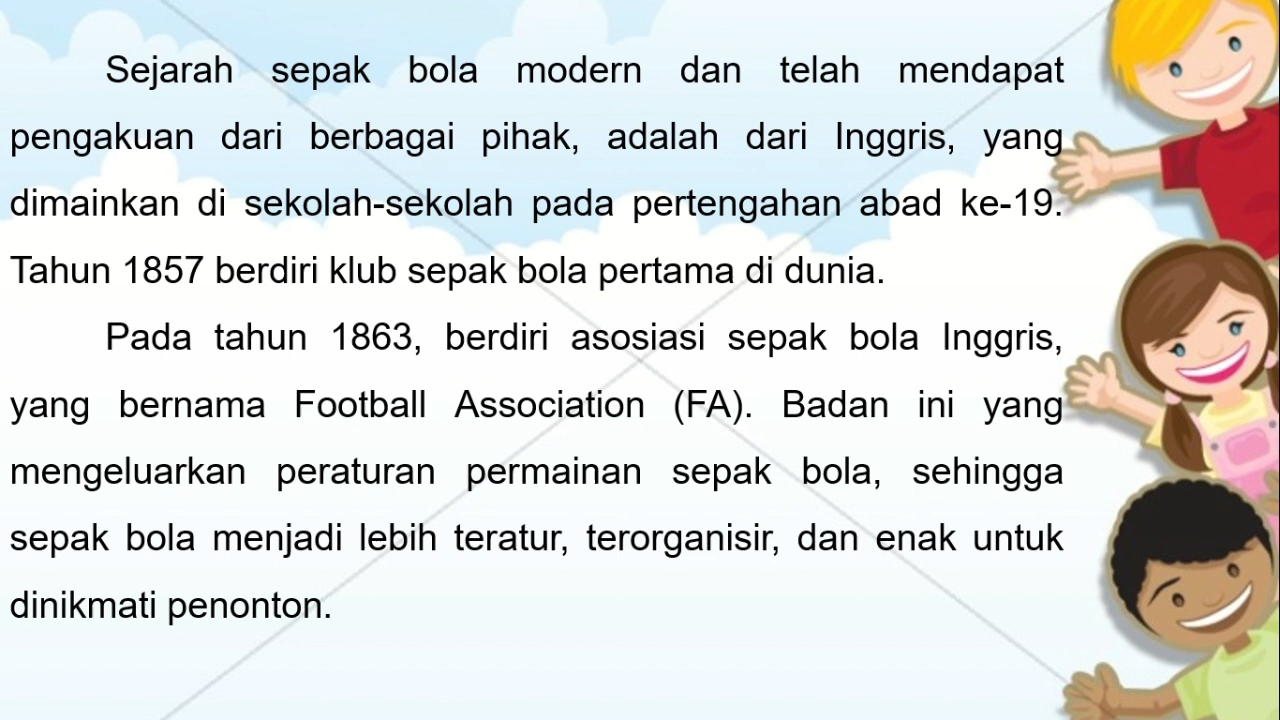 Sejarah sepak bola modern dan telah mendapat
pengakuan dari berbagai pihak, adalah dari Inggris, yang
dimainkan di sekolah-sekolah pada pertengahan abad ke-19.
Tahun 1857 berdiri klub sepak bola pertama di dunia.
Pada tahun 1863, berdiri asosiasi sepak bola Inggris,
yang bernama Football Association (FA). Badan ini yang
mengeluarkan peraturan permainan sepak bola, sehingga
sepak bola menjadi lebih teratur, terorganisir, dan enak untuk
dinikmati penonton.